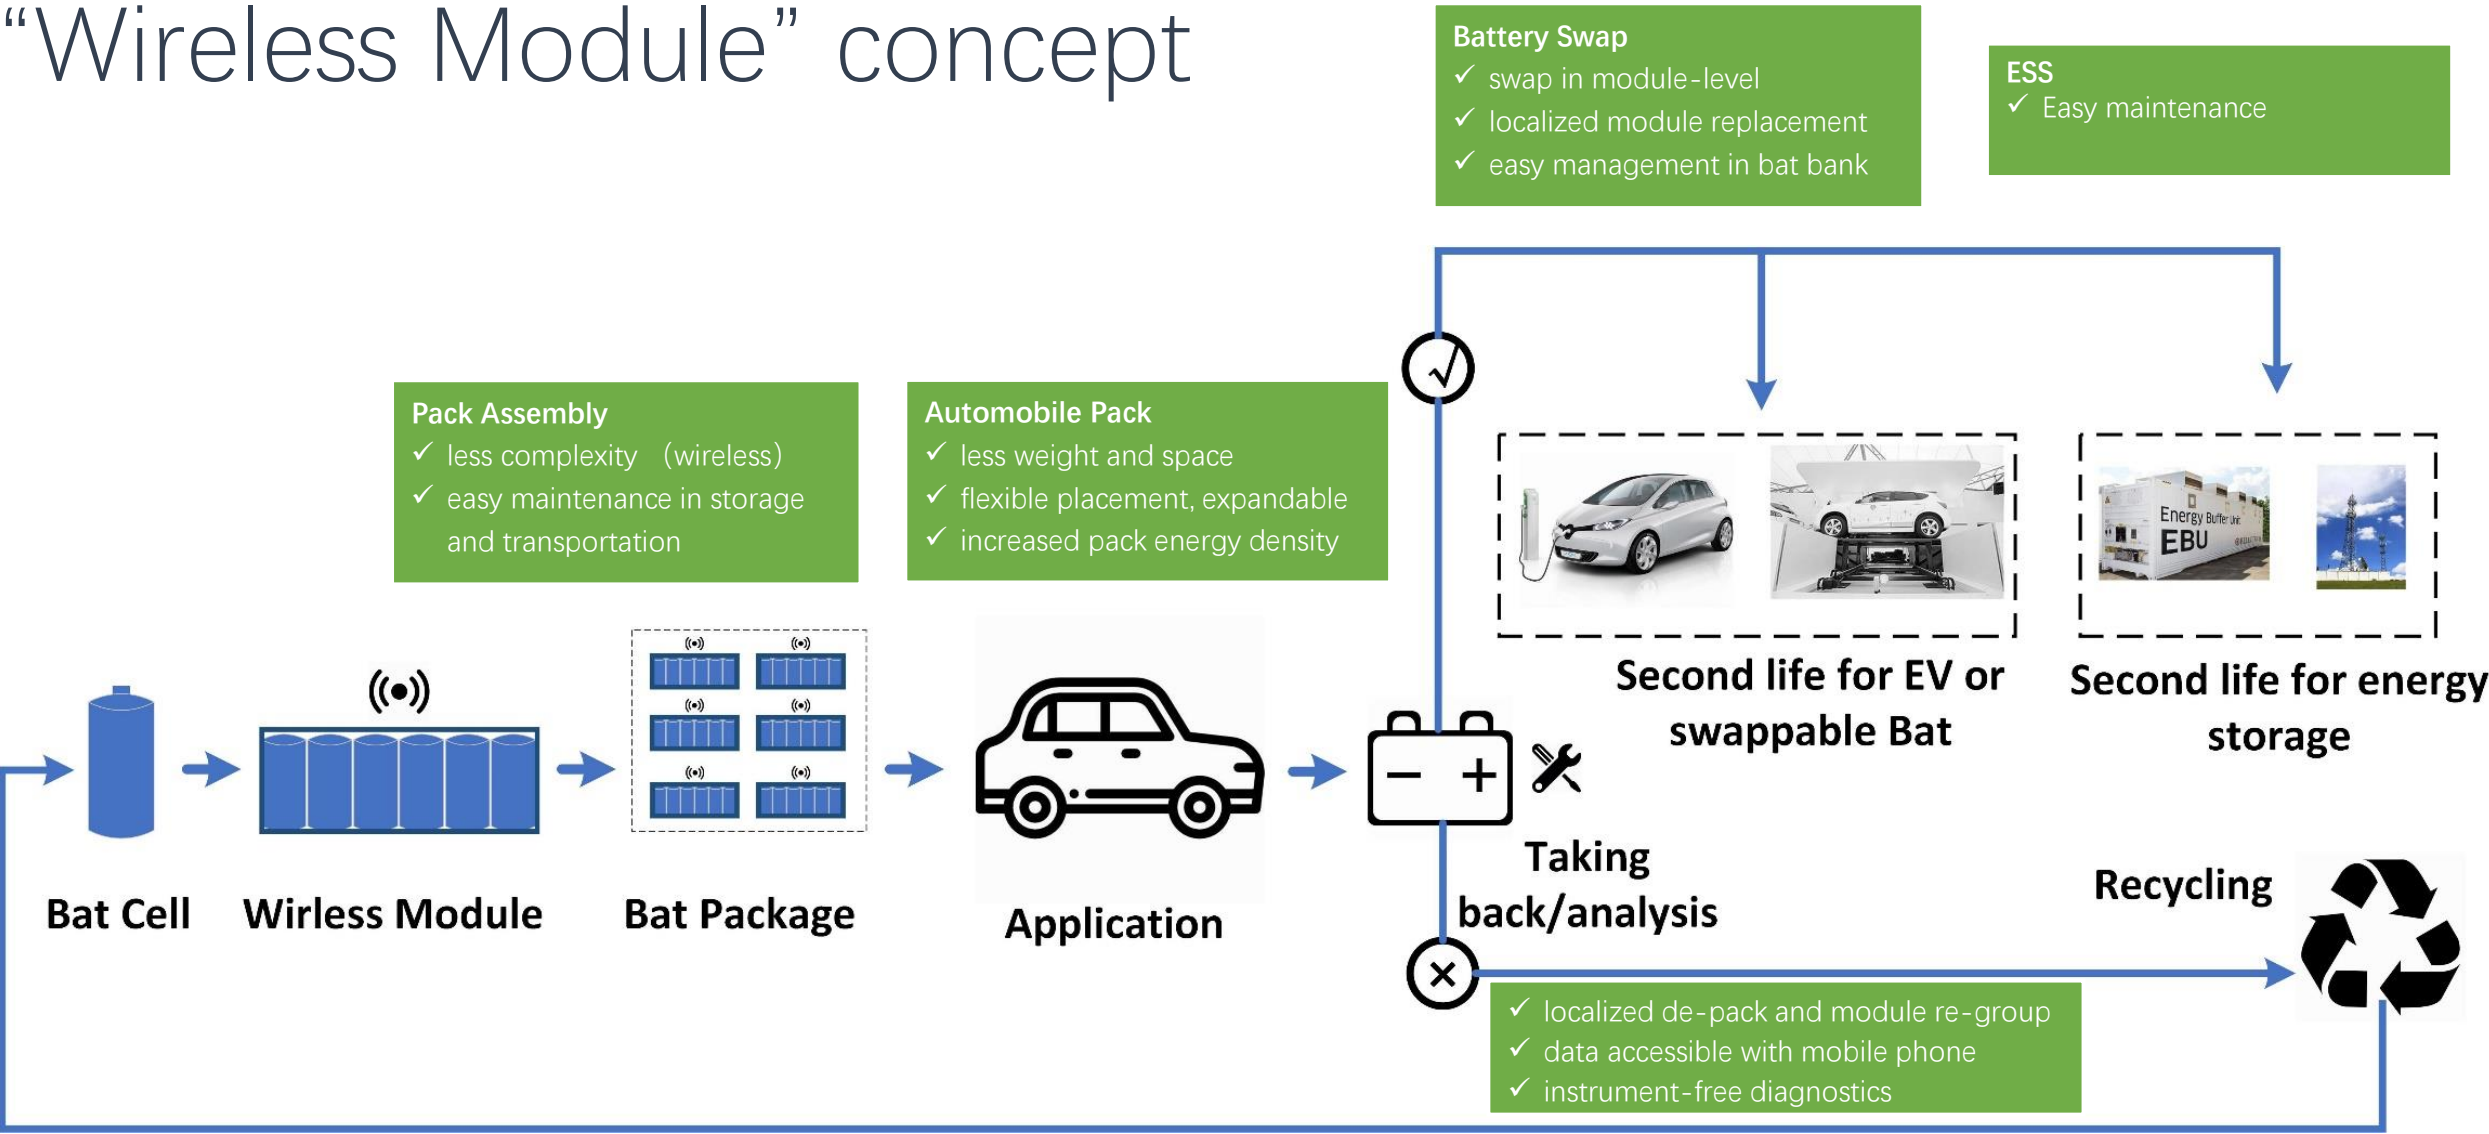 “Wireless Module” concept
Battery Swap
✓ swap in module-level
✓ localized module replacement
✓ easy management in bat bank
ESS
✓ Easy maintenance
Pack Assembly
✓ less complexity （wireless）
✓ easy maintenance in storage
and transportation
Automobile Pack
✓ less weight and space
✓ flexible placement, expandable
✓ increased pack energy density
Energy Buffer Unit
EBU
Second life for EV or
swappable Bat
Second life for energy
storage
Bat Cell
Wirless Module
Bat Package
Application
Taking
back/analysis
Recycling
✓ localized de-pack and module re-group
✓ data accessible with mobile phone
✓ instrument-free diagnostics